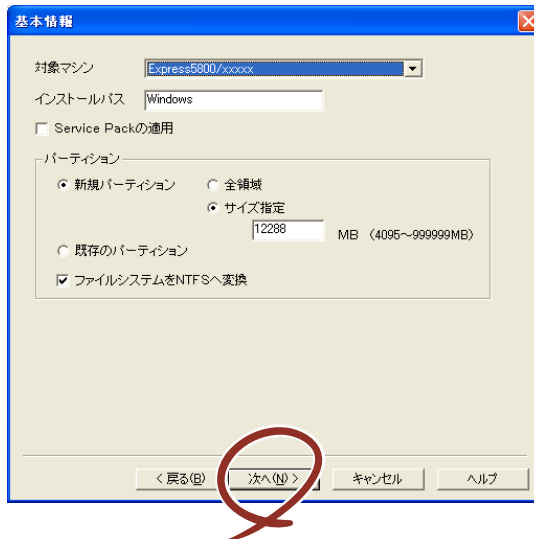 基本情報
対象マシン Express5800/xxxxx
インストールパス Windows
Service Packの適用
パーティション
新規パーティション 全領域
サイズ指定
12288 MB (4095～999999MB)
既存のパーティション
ファイルシステムをNTFSへ変換
< 戻る(B) 次へ(N) > キャンセル ヘルプ